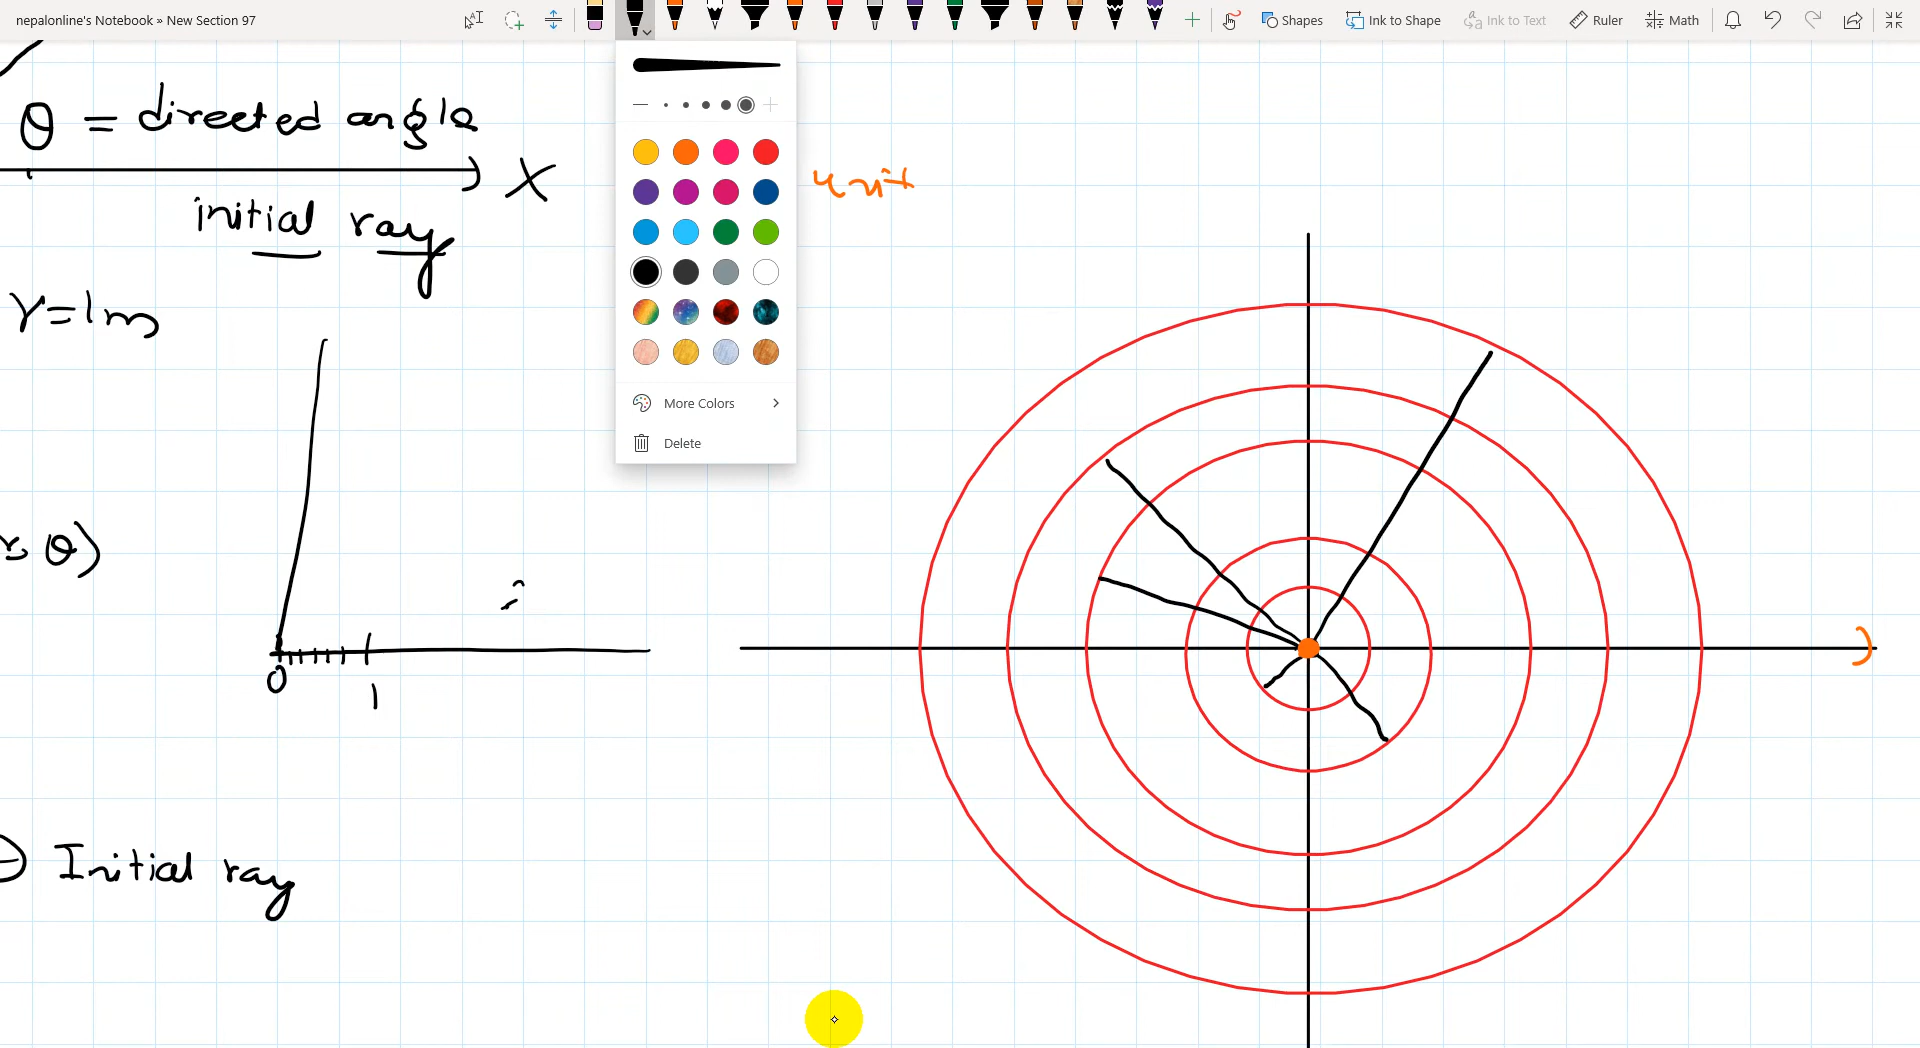 nepalonline's Notebook » New Section 97
Shapes
Ink to Shape
Ink to Text
Ruler
Math
θ = directed angle
X
initial ray
r=1m
unit
More Colors
Delete
θ)
0
1
Initial ray